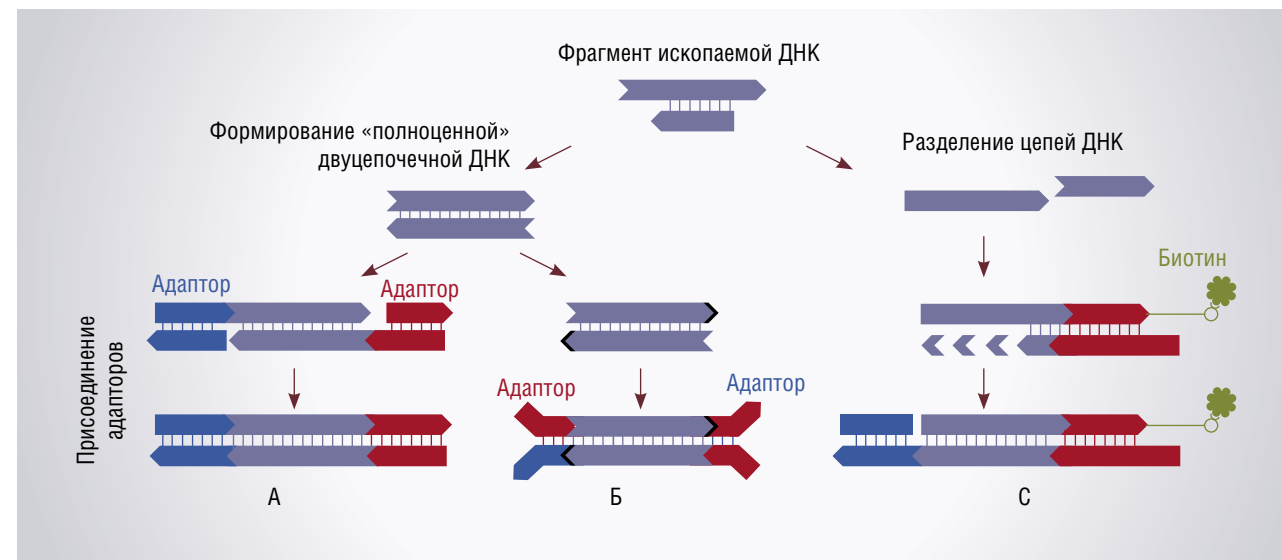 Фрагмент ископаемой ДНК
Формирование «полноценной»
двуцепочечной ДНК
Разделение цепей ДНК
Биотин
Адаптор
Адаптор
Присоединение
адапторов
Адаптор
Адаптор
А
Б
С